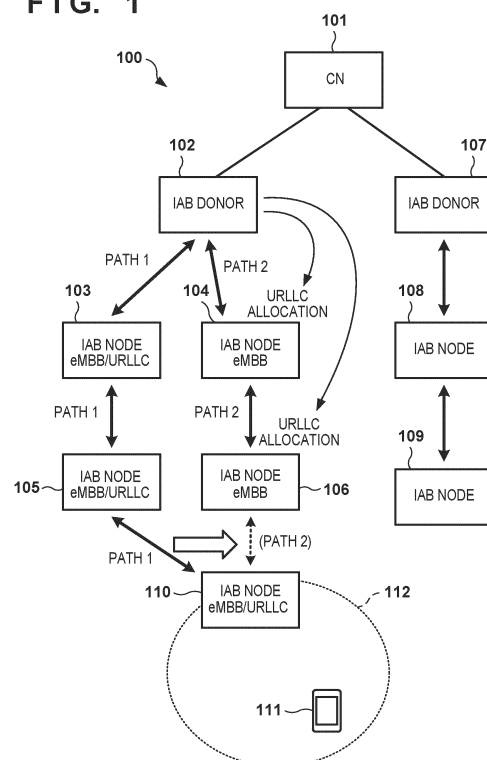 FIG. 1
101
100
CN
102
107
IAB DONOR
IAB DONOR
PATH 1
PATH 2
103
104
URLLC
ALLOCATION
108
IAB NODE
eMBB/URLLC
IAB NODE
eMBB
IAB NODE
PATH 1
PATH 2
URLLC
ALLOCATION
109
105
IAB NODE
eMBB/URLLC
IAB NODE
eMBB
106
IAB NODE
PATH 1
(PATH 2)
110
IAB NODE
eMBB/URLLC
112
111